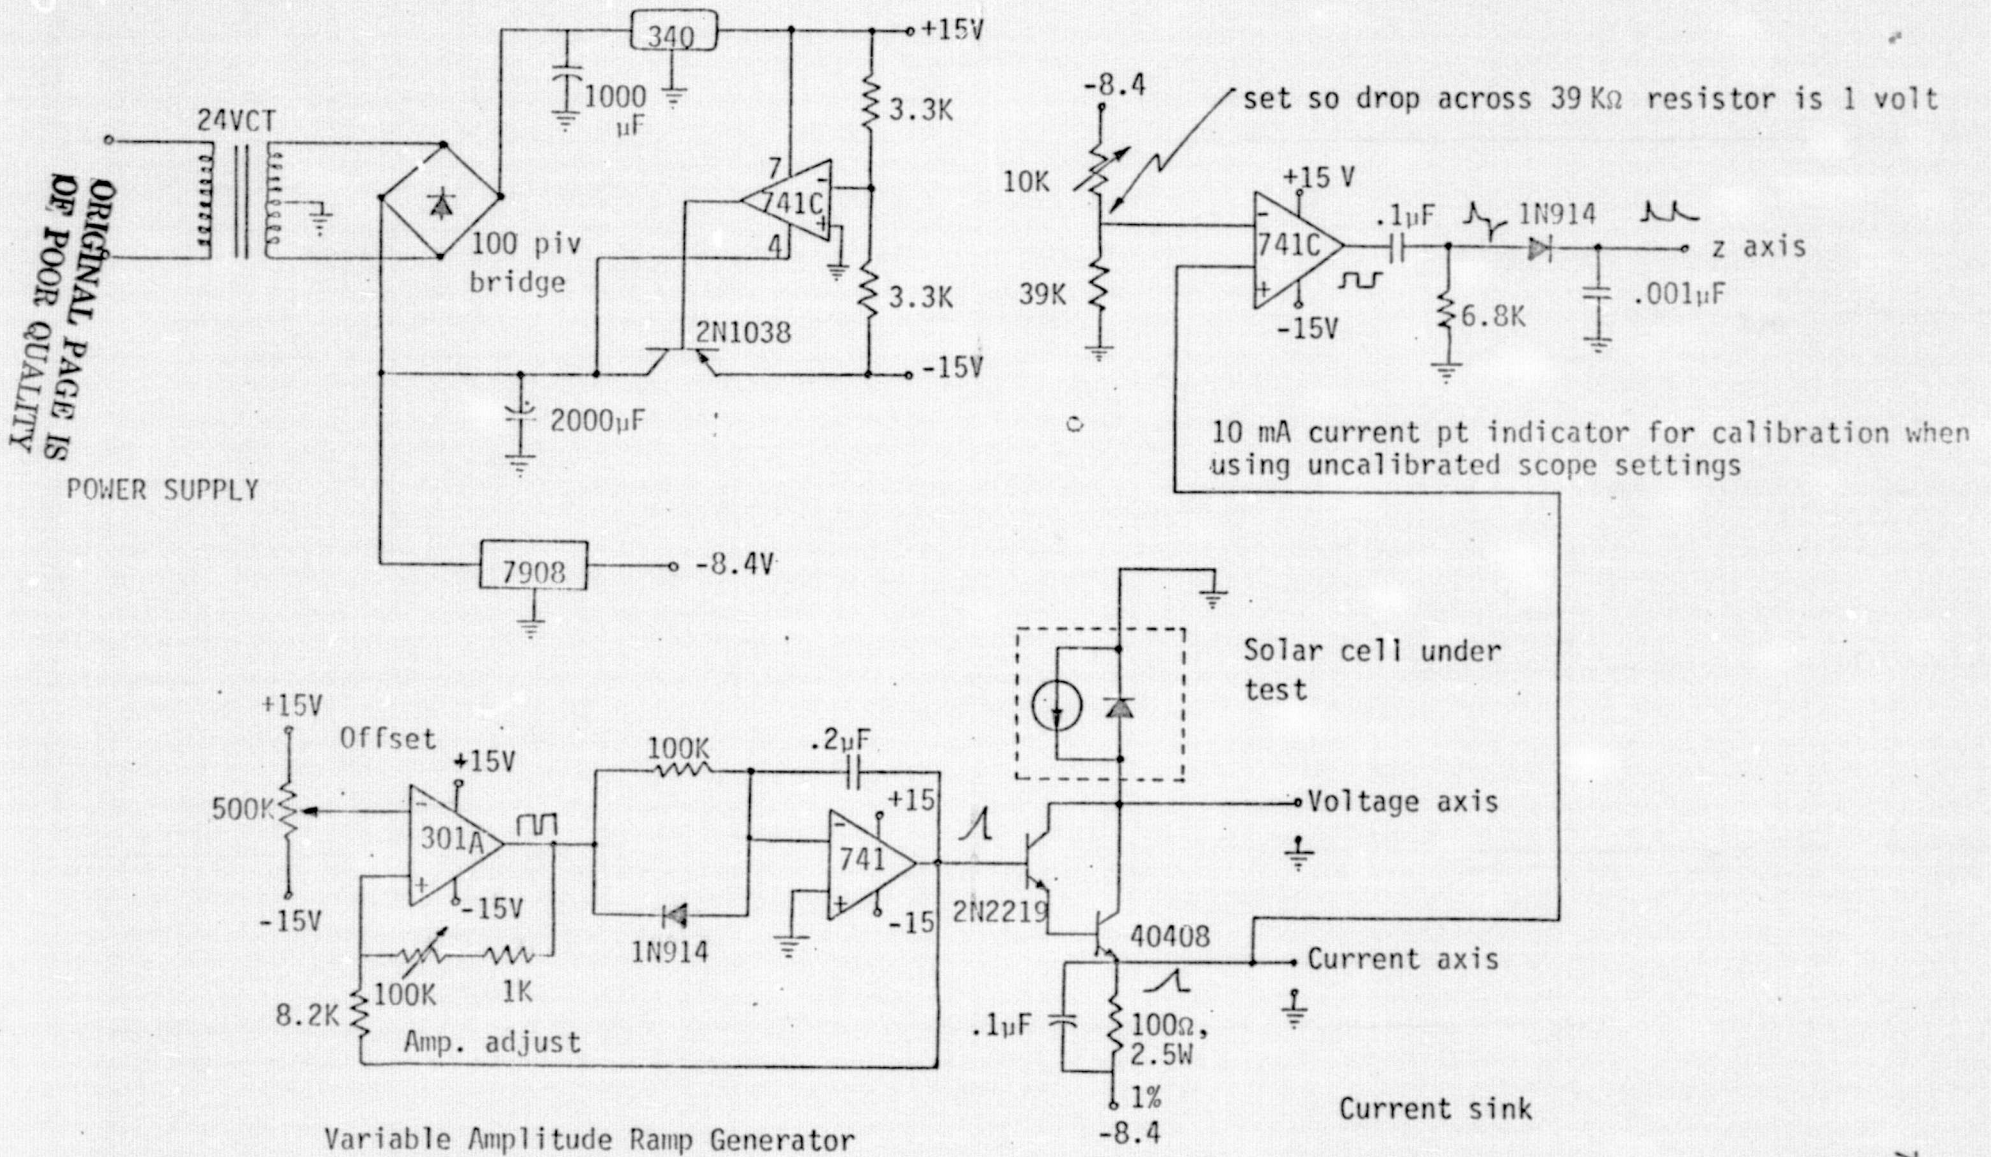 340
+15V
1000
µF
3.3K
24VCT
7
741C
-
+
4
100 piv
bridge
3.3K
2N1038
-15V
2000µF
POWER SUPPLY
7908
-8.4V
ORIGINAL PAGE IS
OF POOR QUALITY
-8.4
set so drop across 39 KΩ resistor is 1 volt
10K
+15 V
-
741C
+
-15V
39K
.1µF
1N914
z axis
6.8K
.001µF
10 mA current pt indicator for calibration when
using uncalibrated scope settings
Solar cell under
test
+15V
Offset
+15V
500K
-
301A
+
-15V
-15V
100K
.2µF
+15
-
741
+
-15
1N914
100K
1K
8.2K
Amp. adjust
Variable Amplitude Ramp Generator
2N2219
Voltage axis
40408
Current axis
.1µF
100Ω,
2.5W
1%
-8.4
Current sink